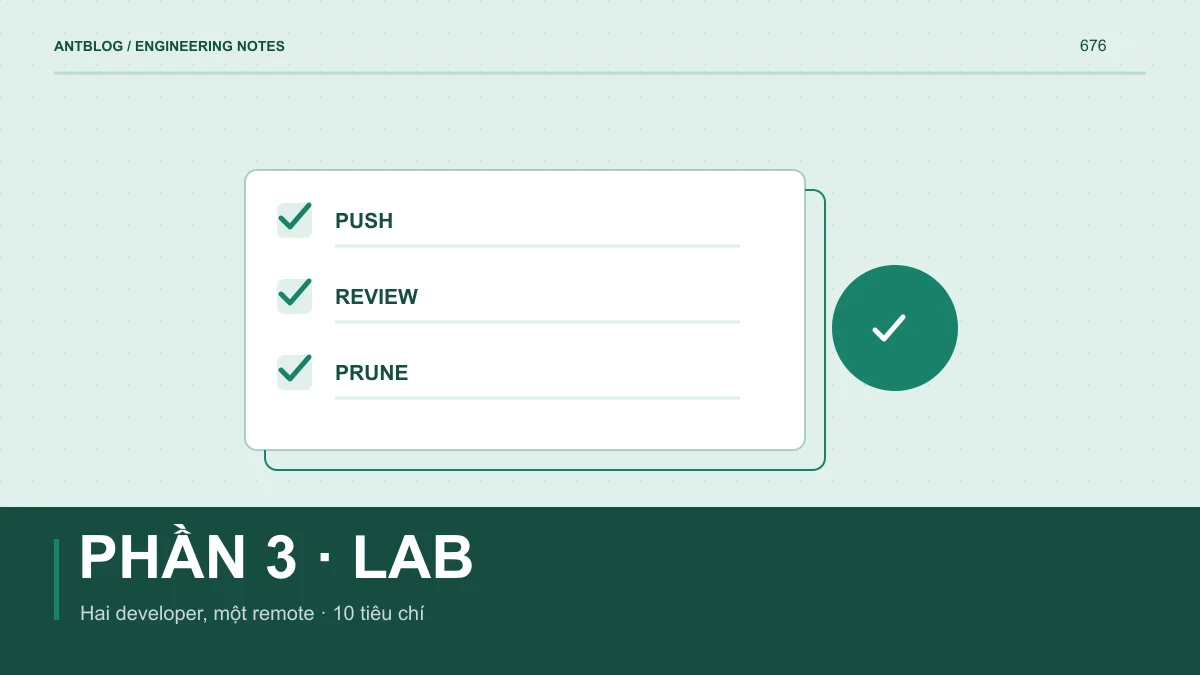 ANTBLOG / ENGINEERING NOTES
676
PUSH
REVIEW
PRUNE
PHẦN 3 · LAB
Hai developer, một remote · 10 tiêu chí